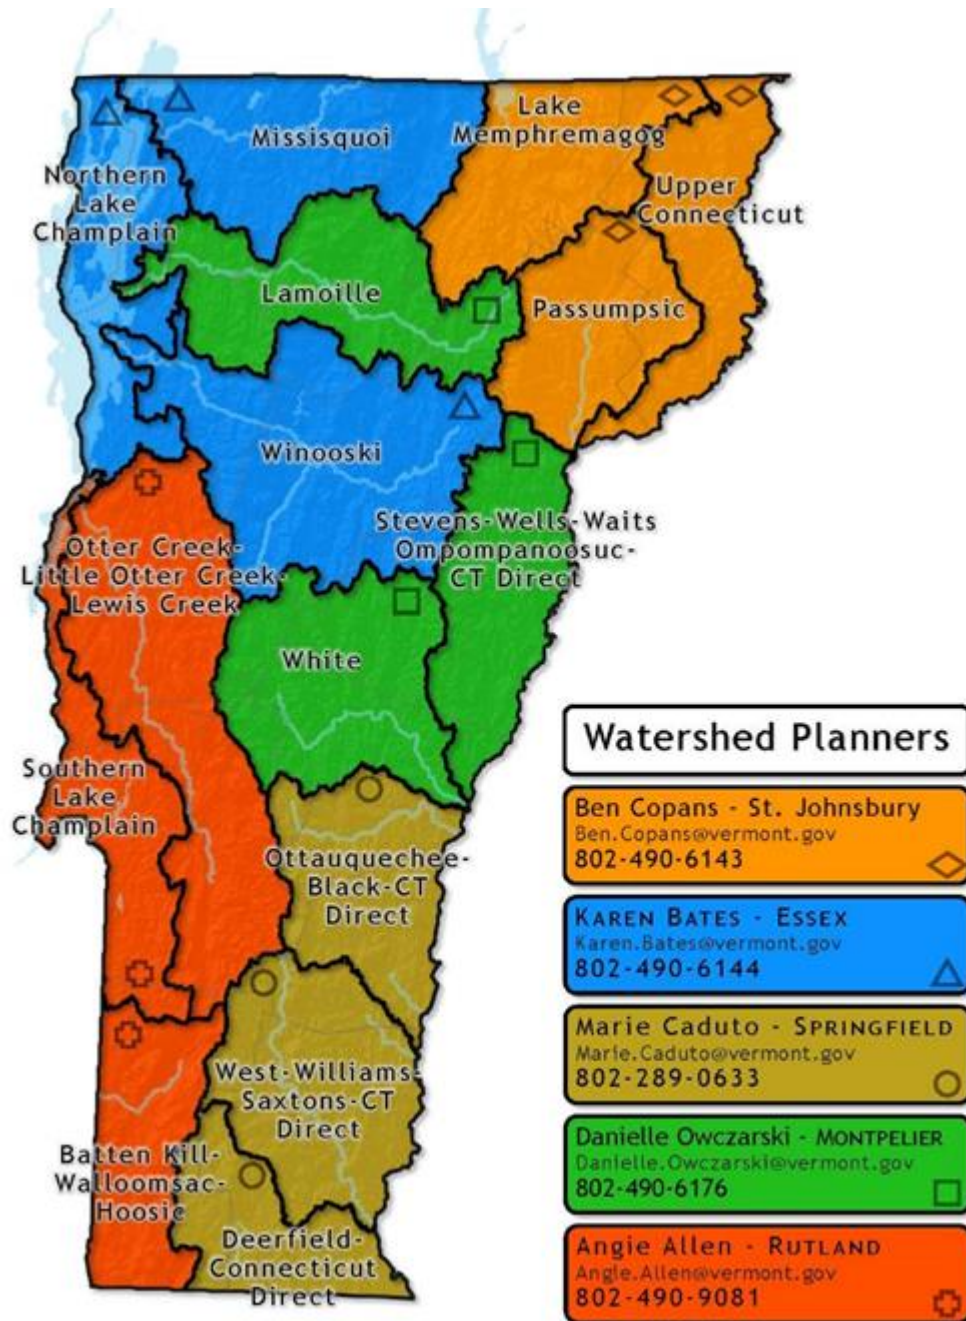 Lake
Memphremagog
Missisquoi
Northern
Lake
Champlain
Upper
Connecticut
Lamoille
Passumpsic
Winooski
Stevens-Wells-Waits
Ompompanoosuc-
CT Direct
Otter Creek-
Little Otter Creek-
Lewis Creek
White
Southern
Lake
Champlain
Ottauquechee-
Black-CT
Direct
West-Williams-
Saxtons-CT
Direct
Batten Kill-
Walloomsac-
Hoosic
Deerfield-
Connecticut
Direct
Watershed Planners
Ben Copans - St. Johnsbury
Ben.Copans@vermont.gov
802-490-6143
KAREN BATES - ESSEX
Karen.Bates@vermont.gov
802-490-6144
Marie Caduto - SPRINGFIELD
Marie.Caduto@vermont.gov
802-289-0633
Danielle Owczarski - MONTPELIER
Danielle.Owczarski@vermont.gov
802-490-6176
Angie Allen - RUTLAND
Angie.Allen@vermont.gov
802-490-9081